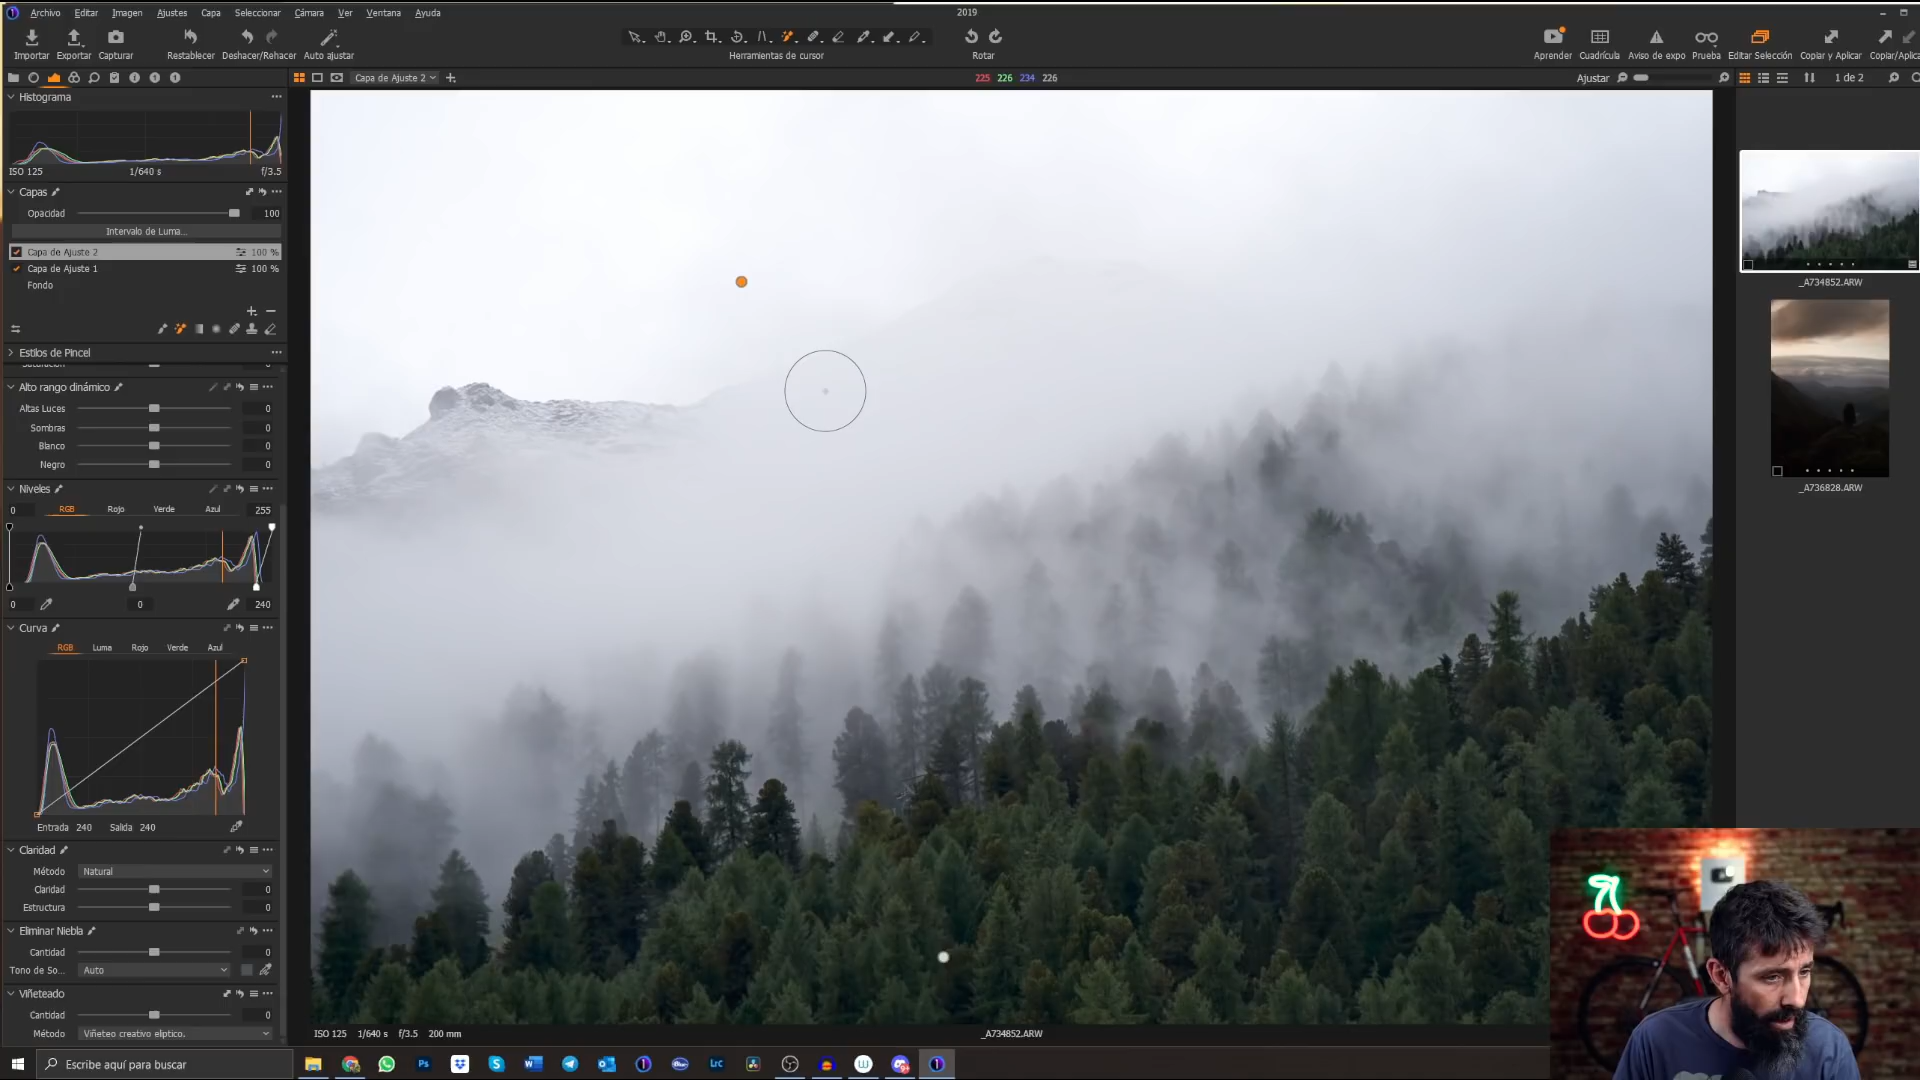 Archivo Editar Imagen Ajustes Capa Seleccionar Cámara Ver Ventana Ayuda 2019
Importar Exportar Capturar Restablecer Deshacer/Rehacer Auto ajustar Herramientas de cursor Rotar Aprender Cuadrícula Aviso de expo Prueba Editar Selección Copiar y Aplicar Copiar/Aplica
Capa de Ajuste 2 225 226 234 226 Ajustar 1 de 2
Histograma
ISO 125 1/640 s f/3.5
Capas
Opacidad 100
Intervalo de Luma...
Capa de Ajuste 2 100 %
Capa de Ajuste 1 100 %
Fondo
Estilos de Pincel
Alto rango dinámico
Altas Luces 0
Sombras 0
Blanco 0
Negro 0
Niveles
0 RGB Rojo Verde Azul 255
0 0 240
Curva
RGB Luma Rojo Verde Azul
Entrada 240 Salida 240
Claridad
Método Natural
Claridad 0
Estructura 0
Eliminar Niebla
Cantidad 0
Tono de So... Auto
Viñeteado
Cantidad 0
Método Viñeteo creativo elíptico.
ISO 125 1/640 s f/3.5 200 mm _A734852.ARW
_A734852.ARW
_A736828.ARW
Escribe aquí para buscar
Ps
Lrc